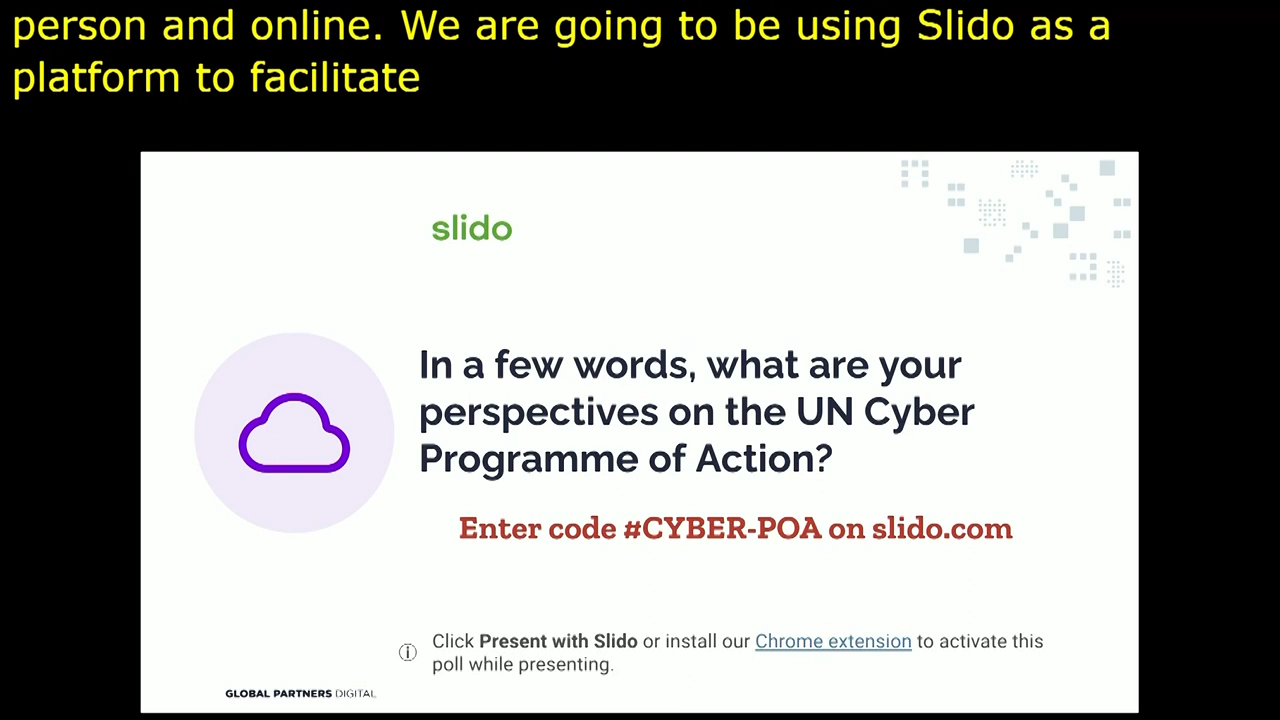 person and online. We are going to be using Slido as a
platform to facilitate
slido
In a few words, what are your
perspectives on the UN Cyber
Programme of Action?
Enter code #CYBER-POA on slido.com
Click Present with Slido or install our Chrome extension to activate this
poll while presenting.
GLOBAL PARTNERS DIGITAL